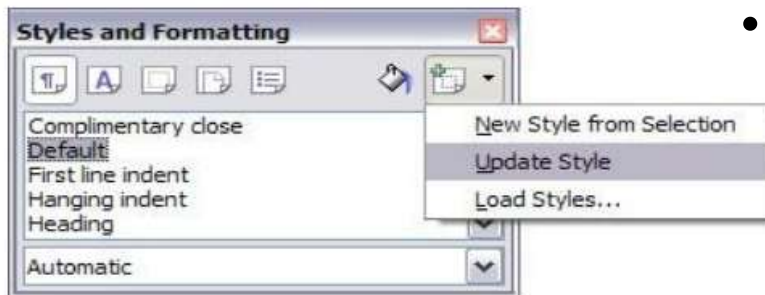 Styles and Formatting
Complimentary close
Default
First line indent
Hanging indent
Heading
Automatic
New Style from Selection
Update Style
Load Styles...